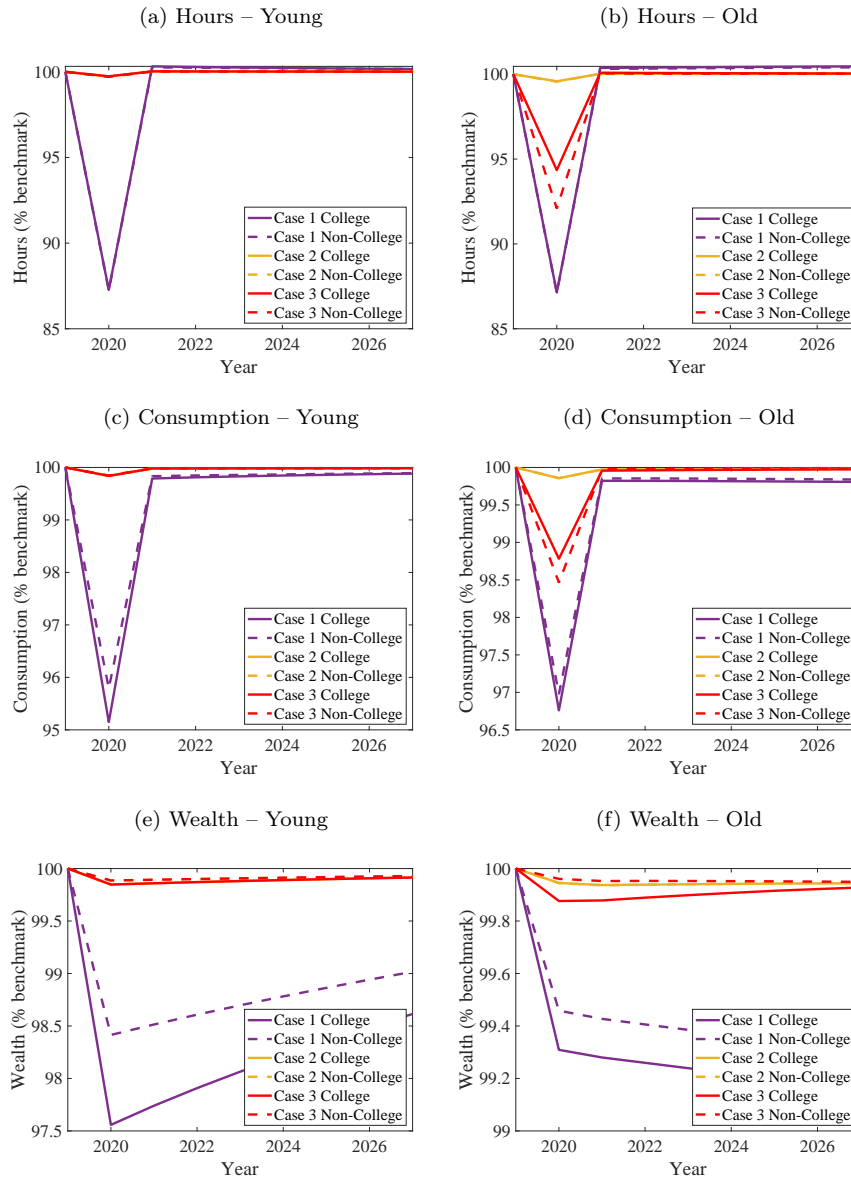 (a) Hours – Young
100
95
90
85
Hours (% benchmark)
Case 1 College
Case 1 Non-College
Case 2 College
Case 2 Non-College
Case 3 College
Case 3 Non-College
2020 2022 2024 2026
Year
(b) Hours – Old
100
95
90
85
Hours (% benchmark)
Case 1 College
Case 1 Non-College
Case 2 College
Case 2 Non-College
Case 3 College
Case 3 Non-College
2020 2022 2024 2026
Year
(c) Consumption – Young
100
99
98
97
96
95
Consumption (% benchmark)
Case 1 College
Case 1 Non-College
Case 2 College
Case 2 Non-College
Case 3 College
Case 3 Non-College
2020 2022 2024 2026
Year
(d) Consumption – Old
100
99.5
99
98.5
98
97.5
97
96.5
Consumption (% benchmark)
Case 1 College
Case 1 Non-College
Case 2 College
Case 2 Non-College
Case 3 College
Case 3 Non-College
2020 2022 2024 2026
Year
(e) Wealth – Young
100
99.5
99
98.5
98
97.5
Wealth (% benchmark)
Case 1 College
Case 1 Non-College
Case 2 College
Case 2 Non-College
Case 3 College
Case 3 Non-College
2020 2022 2024 2026
Year
(f) Wealth – Old
100
99.8
99.6
99.4
99.2
99
Wealth (% benchmark)
Case 1 College
Case 1 Non-College
Case 2 College
Case 2 Non-College
Case 3 College
Case 3 Non-College
2020 2022 2024 2026
Year